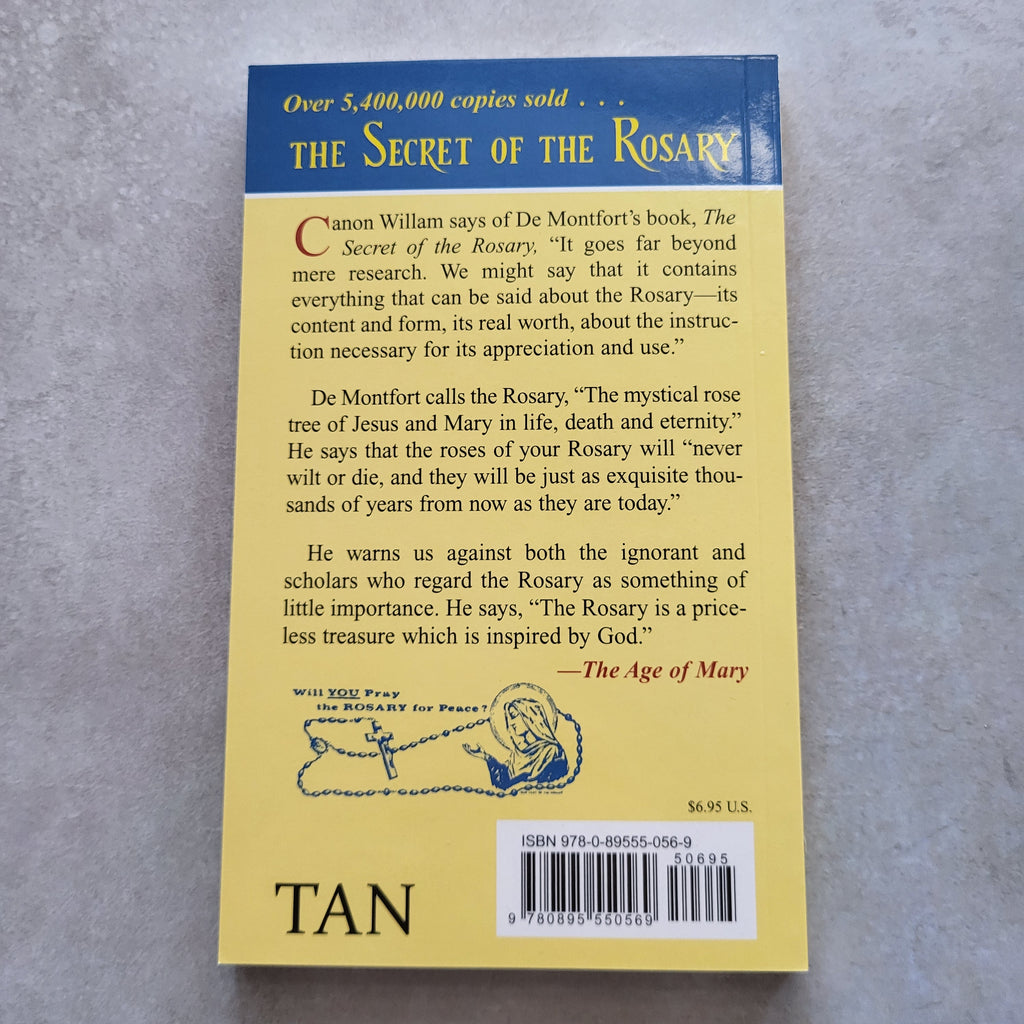 Over 5,400,000 copies sold . . .
THE SECRET OF THE ROSARY
Canon Willam says of De Montfort's book, The
Secret of the Rosary, “It goes far beyond
mere research. We might say that it contains
everything that can be said about the Rosary—its
content and form, its real worth, about the instruc-
tion necessary for its appreciation and use.”
De Montfort calls the Rosary, “The mystical rose
tree of Jesus and Mary in life, death and eternity.”
He says that the roses of your Rosary will “never
wilt or die, and they will be just as exquisite thou-
sands of years from now as they are today.”
He warns us against both the ignorant and
scholars who regard the Rosary as something of
little importance. He says, “The Rosary is a price-
less treasure which is inspired by God.”
—The Age of Mary
Will YOU Pray
the ROSARY for Peace?
$6.95 U.S.
ISBN 978-0-89555-056-9
50695
9 780895 550569
TAN